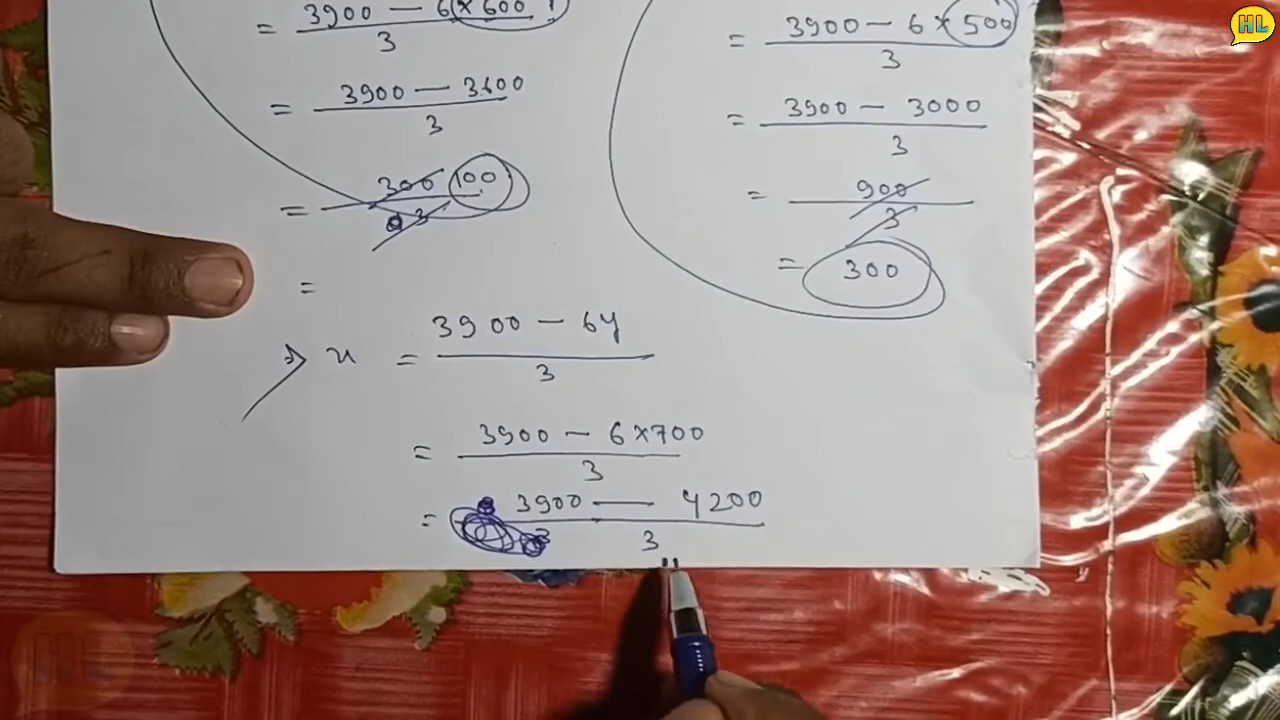 = 3900 — 6 × 600
3
= 3900 — 3600
3
= 300 100
3
=
⇒ x = 3900 — 6y
3
= 3900 — 6 × 700
3
= 3900 — 4200
3
= 3900 — 6 × 500
3
= 3900 — 3000
3
= 900
3
= 300
HL
HL